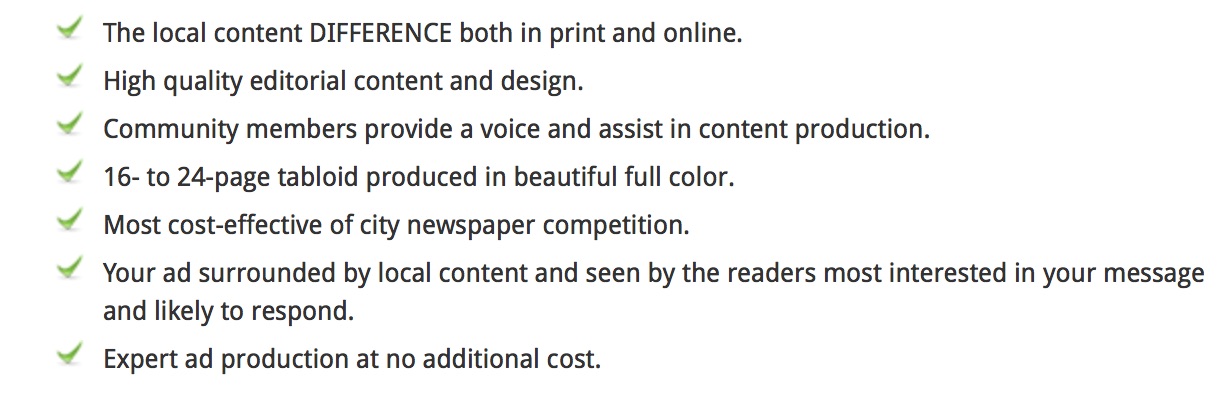 The local content DIFFERENCE both in print and online.
High quality editorial content and design.
Community members provide a voice and assist in content production.
16- to 24-page tabloid produced in beautiful full color.
Most cost-effective of city newspaper competition.
Your ad surrounded by local content and seen by the readers most interested in your message
and likely to respond.
Expert ad production at no additional cost.